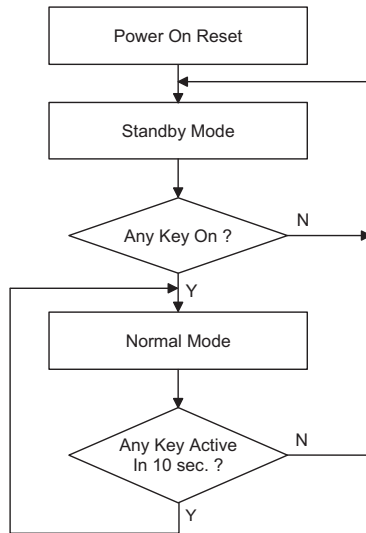 Power On Reset
Standby Mode
Any Key On ?
N
Y
Normal Mode
Any Key Active
In 10 sec. ?
N
Y